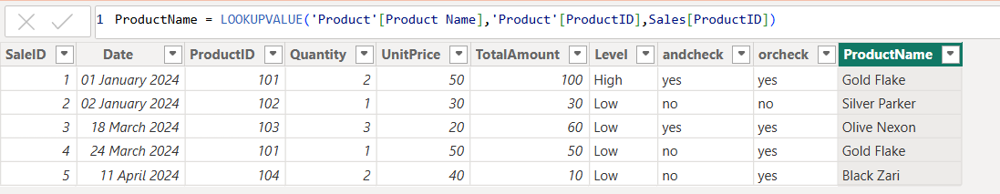 1 ProductName = LOOKUPVALUE('Product'[Product Name],'Product'[ProductID],Sales[ProductID])
SaleID Date ProductID Quantity UnitPrice TotalAmount Level andcheck orcheck ProductName
1 01 January 2024 101 2 50 100 High yes yes Gold Flake
2 02 January 2024 102 1 30 30 Low no no Silver Parker
3 18 March 2024 103 3 20 60 Low yes yes Olive Nexon
4 24 March 2024 101 1 50 50 Low no yes Gold Flake
5 11 April 2024 104 2 40 10 Low no yes Black Zari